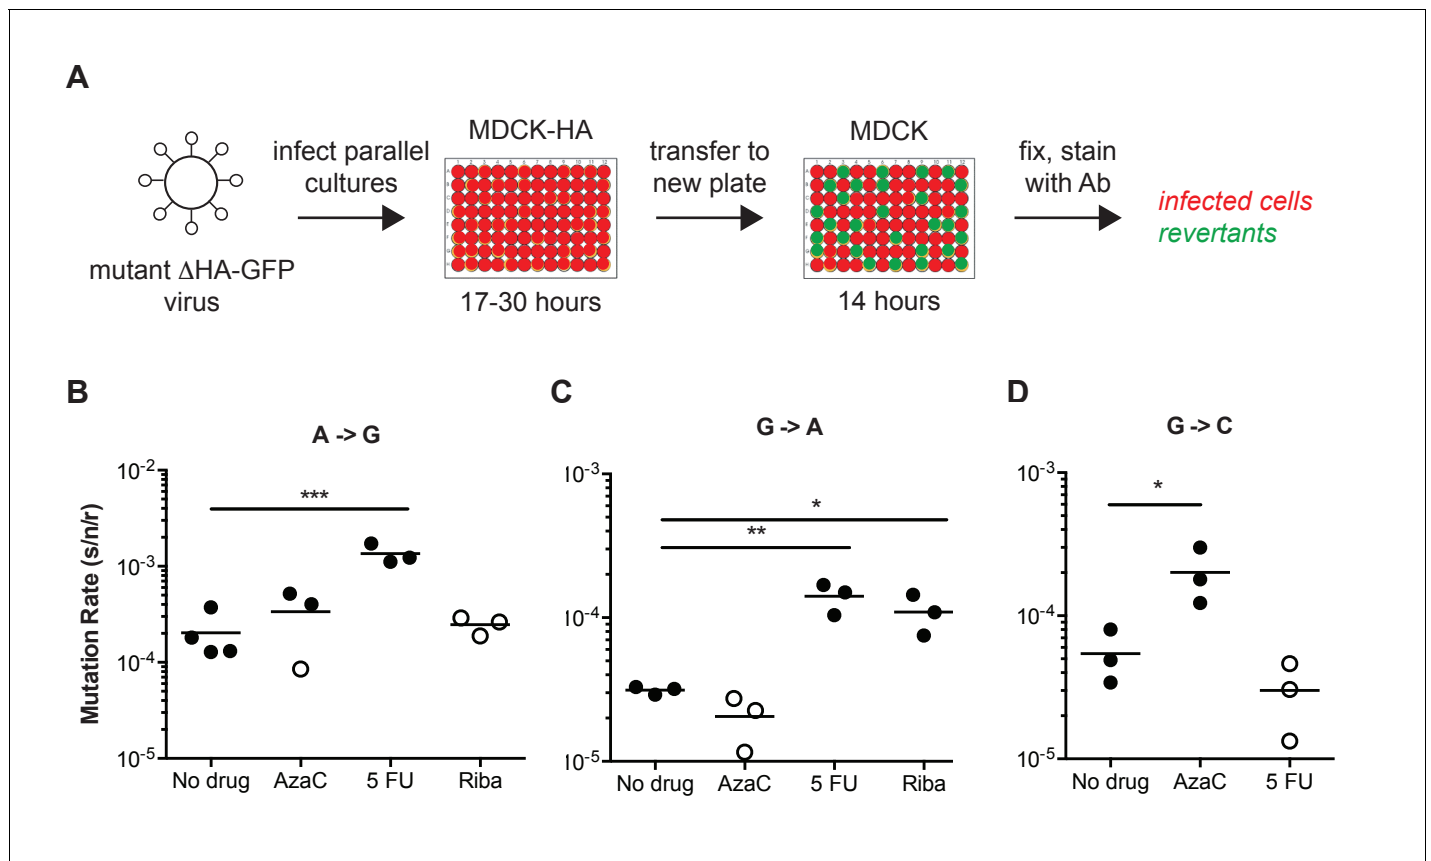 A
mutant ΔHA-GFP
virus
infect parallel
cultures
MDCK-HA
17-30 hours
transfer to
new plate
MDCK
14 hours
fix, stain
with Ab
infected cells
revertants
B
A -> G
Mutation Rate (s/n/r)
10-2
10-3
10-4
10-5
***
No drug AzaC 5 FU Riba
C
G -> A
10-3
10-4
10-5
*
**
No drug AzaC 5 FU Riba
D
G -> C
10-3
10-4
10-5
*
No drug AzaC 5 FU